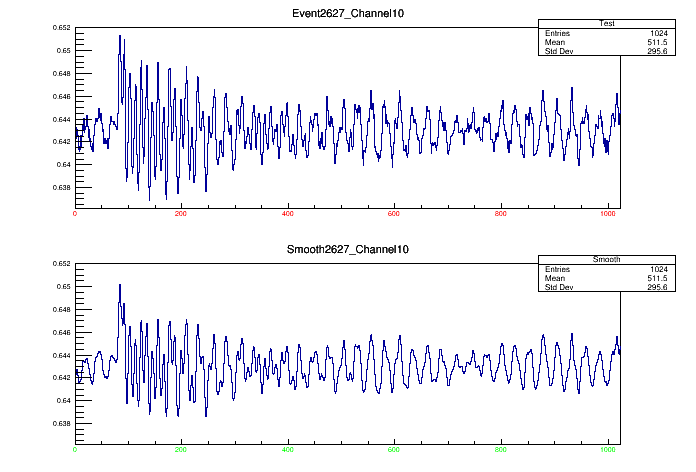 Event2627_Channel10
Test
Entries 1024
Mean 511.5
Std Dev 295.6
0.652
0.65
0.648
0.646
0.644
0.642
0.64
0.638
0 200 400 600 800 1000
Smooth2627_Channel10
Smooth
Entries 1024
Mean 511.5
Std Dev 295.6
0.652
0.65
0.648
0.646
0.644
0.642
0.64
0.638
0 200 400 600 800 1000